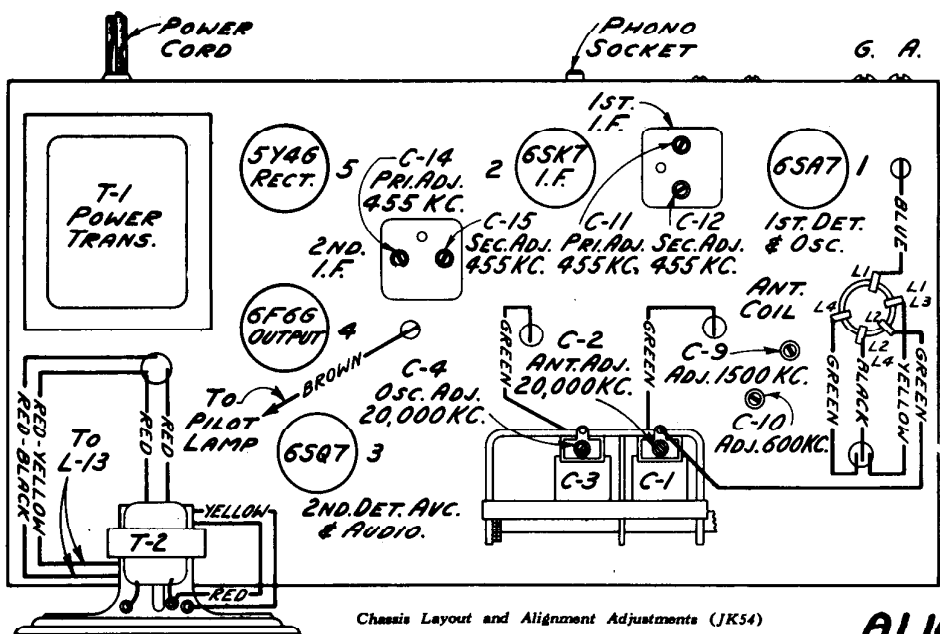 POWER
CORD
PHONO
SOCKET
G. A.
1ST.
I.F.
T-1
POWER
TRANS.
5Y4G
RECT.
5
C-14
PRI. ADJ.
455 KC.
2
6SK7
I.F.
6SA7
1
1ST. DET.
& OSC.
BLUE
2ND.
I.F.
C-15
SEC. ADJ.
455 KC.
C-11
PRI. ADJ.
455 KC.
C-12
SEC. ADJ.
455 KC.
6F6G
OUTPUT
4
BROWN
TO
PILOT
LAMP
GREEN
C-4
OSC. ADJ.
20,000 KC.
C-2
ANT. ADJ.
20,000 KC.
GREEN
ANT.
COIL
C-9
ADJ. 1500 KC.
C-10
ADJ. 600 KC.
L1
L1
L3
L4
L2
L2
L4
GREEN
BLACK
YELLOW
GREEN
RED-YELLOW
RED-BLACK
TO
L-13
RED
RED
6SQ7
3
2ND. DET. AVC.
& AUDIO.
C-3
C-1
YELLOW
T-2
RED
Chassis Layout and Alignment Adjustments (JK54)